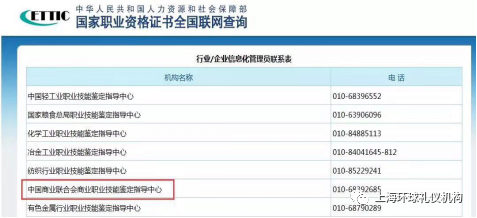 CETTIC
中华人民共和国人力资源和社会保障部
国家职业资格证书全国联网查询
行业/企业信息化管理员联系表
机构名称 电 话
中国轻工业职业技能鉴定指导中心 010-68396552
国家粮食总局职业技能鉴定指导中心 010-63906096
化学工业职业技能鉴定指导中心 010-84885113
冶金工业职业技能鉴定指导中心 010-84041645-812
纺织行业职业技能鉴定指导中心 010-85229241
中国商业联合会商业职业技能鉴定指导中心 010-68392685
有色金属行业职业技能鉴定指导中心 010-68790289
上海环球礼仪机构